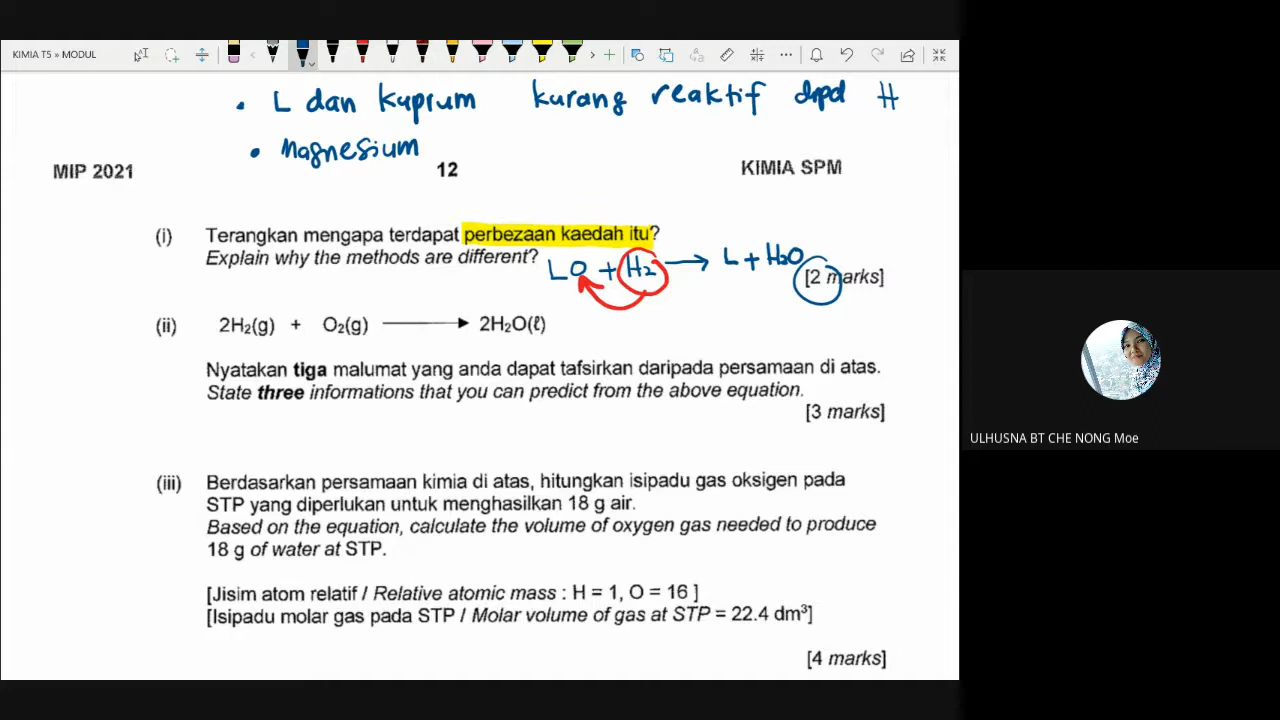 KIMIA T5 » MODUL
• L dan kuprum kurang reaktif drpd H
• Magnesium
MIP 2021 12 KIMIA SPM
(i) Terangkan mengapa terdapat perbezaan kaedah itu?
Explain why the methods are different?
LO + H₂ → L + H₂O
[2 marks]
(ii) 2H₂(g) + O₂(g) → 2H₂O(ℓ)
Nyatakan tiga malumat yang anda dapat tafsirkan daripada persamaan di atas.
State three informations that you can predict from the above equation.
[3 marks]
(iii) Berdasarkan persamaan kimia di atas, hitungkan isipadu gas oksigen pada
STP yang diperlukan untuk menghasilkan 18 g air.
Based on the equation, calculate the volume of oxygen gas needed to produce
18 g of water at STP.
[Jisim atom relatif / Relative atomic mass : H = 1, O = 16 ]
[Isipadu molar gas pada STP / Molar volume of gas at STP = 22.4 dm³]
[4 marks]
ULHUSNA BT CHE NONG Moe